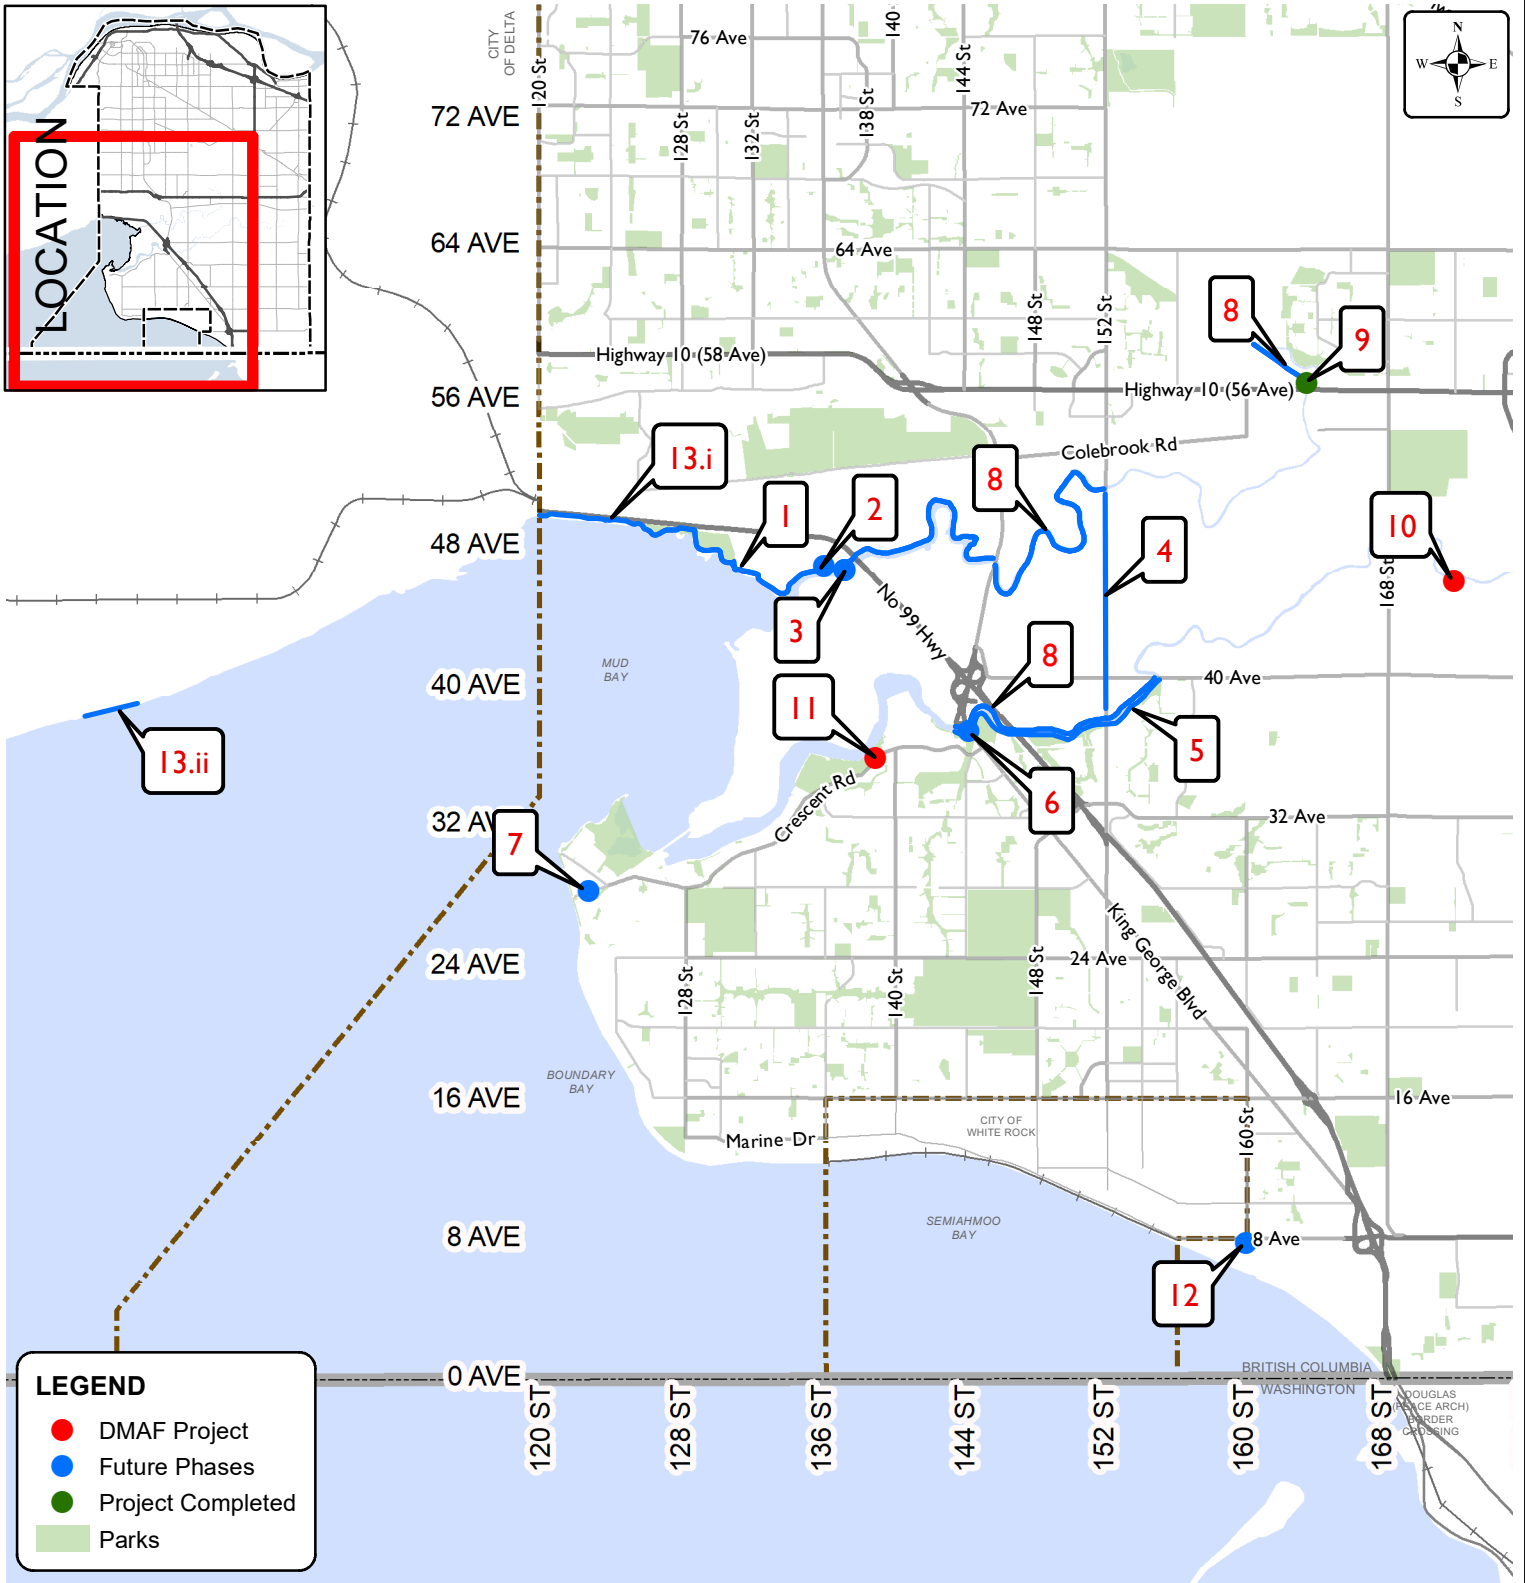 CITY
OF DELTA
120 St
76 Ave
140
144 St
N
W
E
S
72 AVE
72 Ave
128 St
132 St
138 St
LOCATION
64 AVE
64 Ave
148 St
152 St
8
9
Highway 10 (58 Ave)
Highway 10 (56 Ave)
56 AVE
Colebrook Rd
13.i
8
1
2
10
48 AVE
4
168 St
3
No 99 Hwy
8
MUD
BAY
40 AVE
40 Ave
11
13.ii
5
6
Crescent Rd
32 AV
32 Ave
7
King George Blvd
24 AVE
24 Ave
128 St
140 St
148 St
BOUNDARY
BAY
16 AVE
16 Ave
CITY OF
WHITE ROCK
Marine Dr
160 St
SEMIAHMOO
BAY
8 AVE
8 Ave
12
0 AVE
BRITISH COLUMBIA
WASHINGTON
DOUGLAS
(PEACE ARCH)
BORDER
CROSSING
120 ST
128 ST
136 ST
144 ST
152 ST
160 ST
168 ST
LEGEND
DMAF Project
Future Phases
Project Completed
Parks